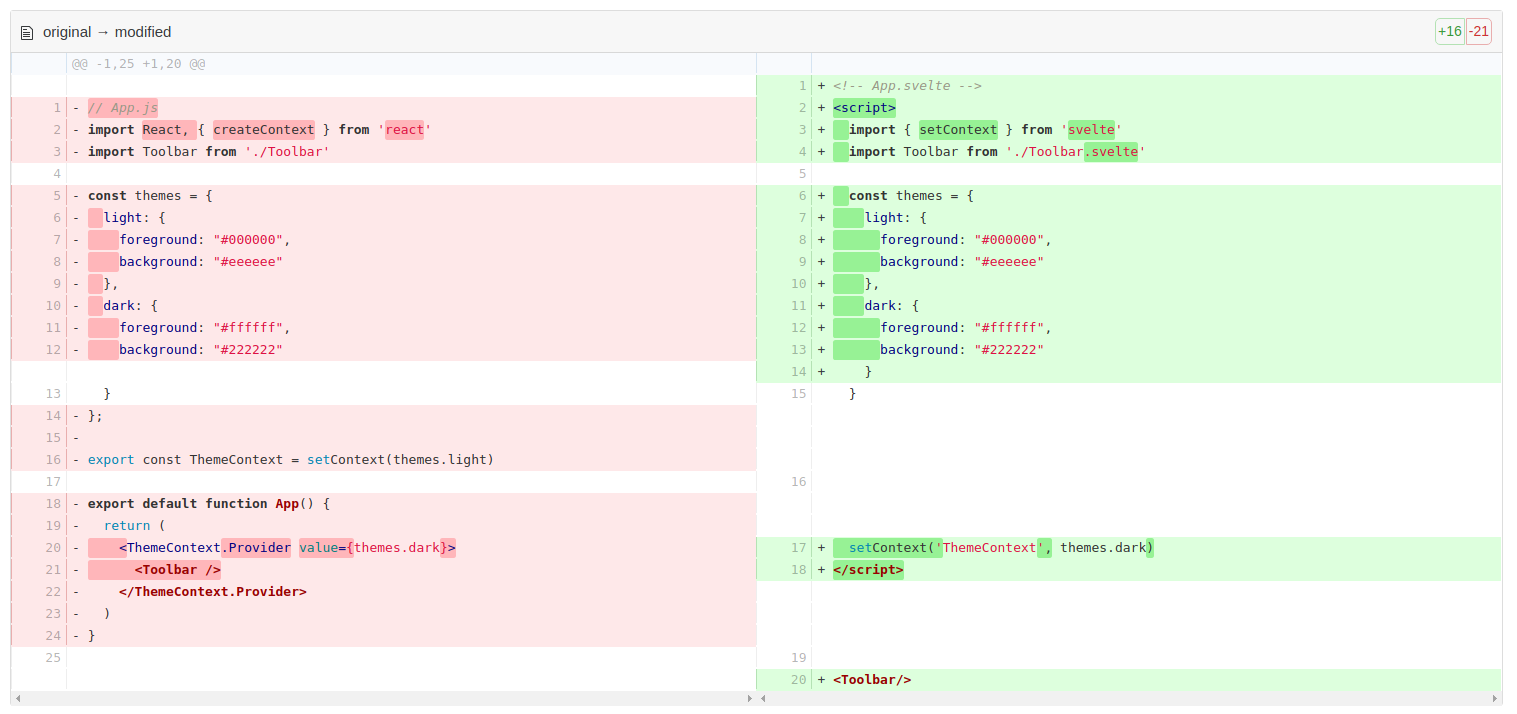 original → modified
+16 -21
@@ -1,25 +1,20 @@
1 - // App.js
2 - import React, { createContext } from 'react'
3 - import Toolbar from './Toolbar'
4
5 - const themes = {
6 -   light: {
7 -     foreground: "#000000",
8 -     background: "#eeeeee"
9 -   },
10 -   dark: {
11 -     foreground: "#ffffff",
12 -     background: "#222222"
13     }
14 - };
15 -
16 - export const ThemeContext = setContext(themes.light)
17
18 - export default function App() {
19 -   return (
20 -     <ThemeContext.Provider value={themes.dark}>
21 -       <Toolbar />
22 -     </ThemeContext.Provider>
23 -   )
24 - }
25
1 + <!-- App.svelte -->
2 + <script>
3 +   import { setContext } from 'svelte'
4 +   import Toolbar from './Toolbar.svelte'
5
6 +   const themes = {
7 +     light: {
8 +       foreground: "#000000",
9 +       background: "#eeeeee"
10 +     },
11 +     dark: {
12 +       foreground: "#ffffff",
13 +       background: "#222222"
14 +     }
15     }
16
17 +   setContext('ThemeContext', themes.dark)
18 + </script>
19
20 + <Toolbar/>